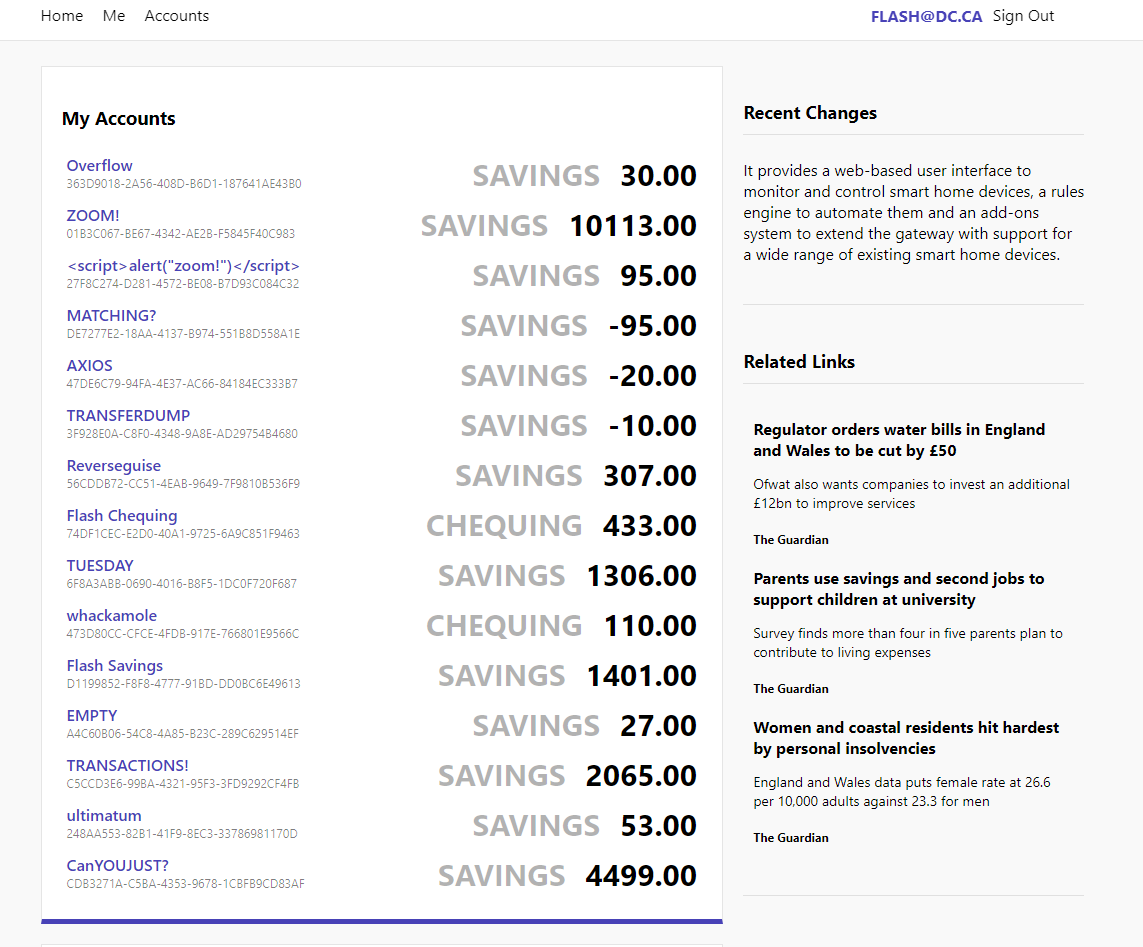 Home Me Accounts FLASH@DC.CA Sign Out
My Accounts
Overflow
363D9018-2A56-408D-B6D1-187641AE43B0
SAVINGS 30.00
ZOOM!
01B3C067-BE67-4342-AE2B-F5845F40C983
SAVINGS 10113.00
<script>alert("zoom!")</script>
27F8C274-D281-4572-BE08-B7D93C084C32
SAVINGS 95.00
MATCHING?
DE7277E2-18AA-4137-B974-551B8D558A1E
SAVINGS -95.00
AXIOS
47DE6C79-94FA-4E37-AC66-84184EC333B7
SAVINGS -20.00
TRANSFERDUMP
3F928E0A-C8F0-4348-9A8E-AD29754B4680
SAVINGS -10.00
Reverseguise
56CDDB72-CC51-4EAB-9649-7F9810B536F9
SAVINGS 307.00
Flash Chequing
74DF1CEC-E2D0-40A1-9725-6A9C851F9463
CHEQUING 433.00
TUESDAY
6F8A3ABB-0690-4016-B8F5-1DC0F720F687
SAVINGS 1306.00
whackamole
473D80CC-CFCE-4FDB-917E-766801E9566C
CHEQUING 110.00
Flash Savings
D1199852-F8F8-4777-91BD-DD0BC6E49613
SAVINGS 1401.00
EMPTY
A4C60B06-54C8-4A85-B23C-289C629514EF
SAVINGS 27.00
TRANSACTIONS!
C5CCD3E6-99BA-4321-95F3-3FD9292CF4FB
SAVINGS 2065.00
ultimatum
248AA553-82B1-41F9-8EC3-33786981170D
SAVINGS 53.00
CanYOUJUST?
CDB3271A-C5BA-4353-9678-1CBFB9CD83AF
SAVINGS 4499.00
Recent Changes
It provides a web-based user interface to
monitor and control smart home devices, a rules
engine to automate them and an add-ons
system to extend the gateway with support for
a wide range of existing smart home devices.
Related Links
Regulator orders water bills in England
and Wales to be cut by £50
Ofwat also wants companies to invest an additional
£12bn to improve services
The Guardian
Parents use savings and second jobs to
support children at university
Survey finds more than four in five parents plan to
contribute to living expenses
The Guardian
Women and coastal residents hit hardest
by personal insolvencies
England and Wales data puts female rate at 26.6
per 10,000 adults against 23.3 for men
The Guardian